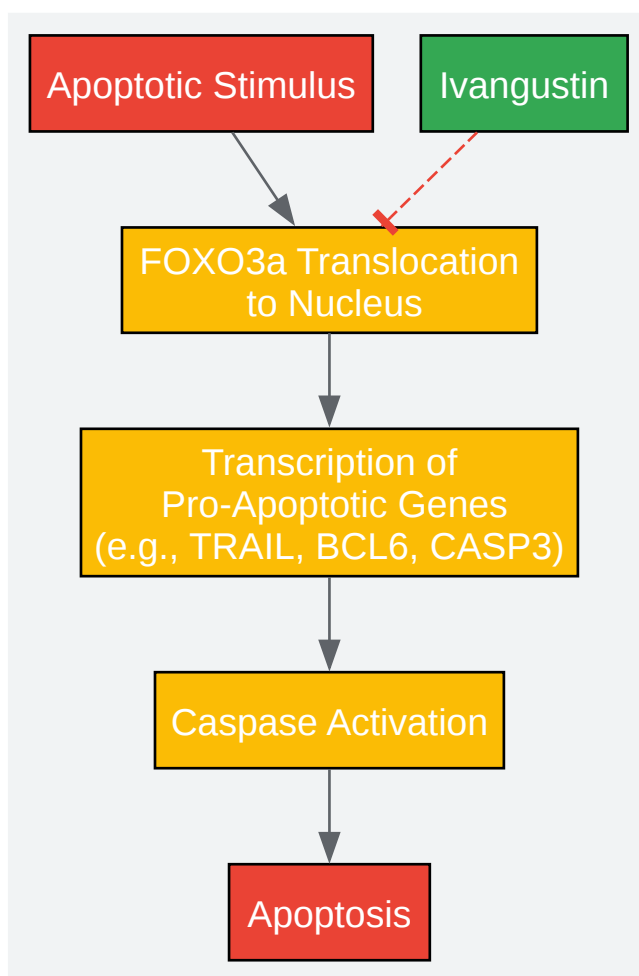 Apoptotic Stimulus
Ivangustin
FOXO3a Translocation
to Nucleus
Transcription of
Pro-Apoptotic Genes
(e.g., TRAIL, BCL6, CASP3)
Caspase Activation
Apoptosis